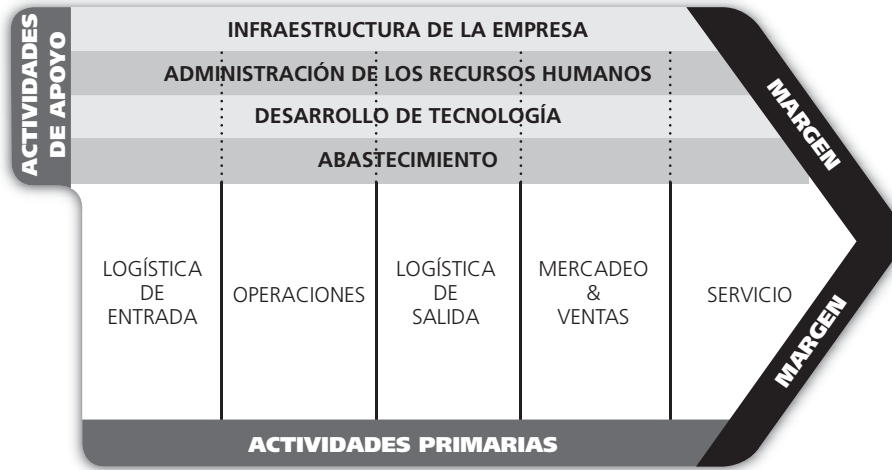 ACTIVIDADES
DE APOYO
INFRAESTRUCTURA DE LA EMPRESA
ADMINISTRACIÓN DE LOS RECURSOS HUMANOS
DESARROLLO DE TECNOLOGÍA
ABASTECIMIENTO
MARGEN
LOGÍSTICA
DE
ENTRADA
OPERACIONES
LOGÍSTICA
DE
SALIDA
MERCADEO
&
VENTAS
SERVICIO
MARGEN
ACTIVIDADES PRIMARIAS